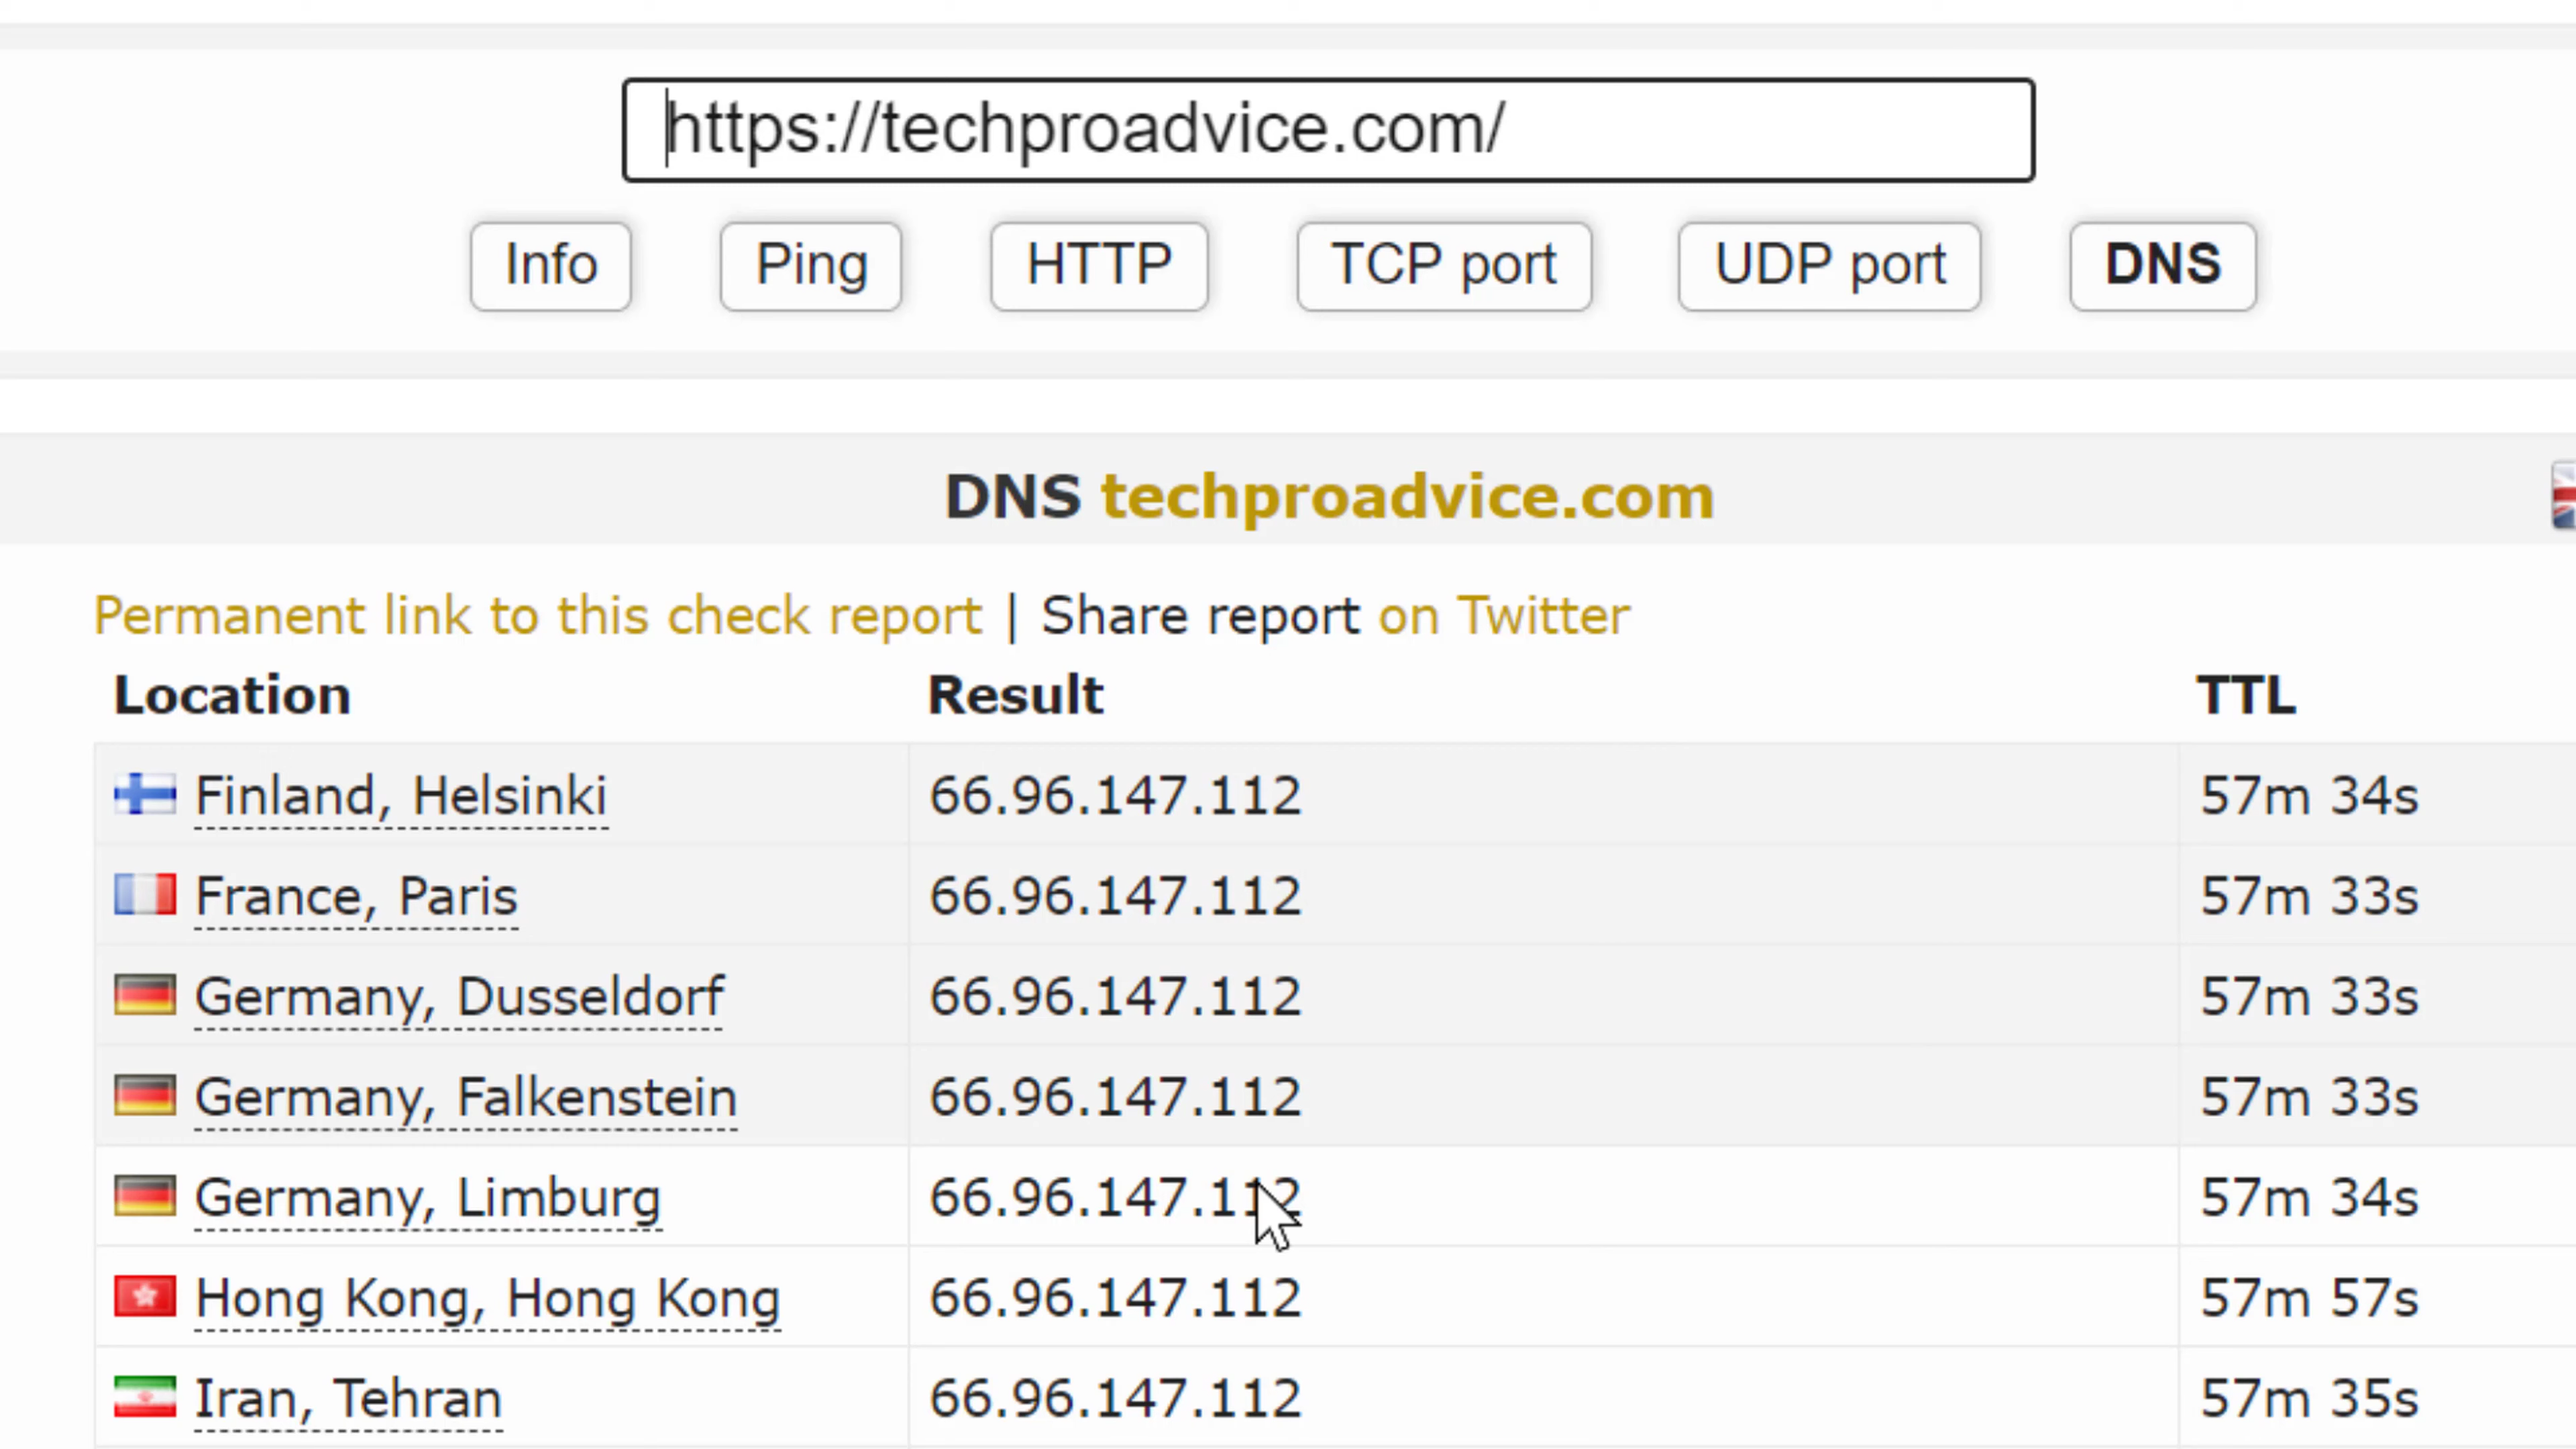 https://techproadvice.com/
Info Ping HTTP TCP port UDP port DNS
DNS techproadvice.com
Permanent link to this check report | Share report on Twitter
Location Result TTL
Finland, Helsinki 66.96.147.112 57m 34s
France, Paris 66.96.147.112 57m 33s
Germany, Dusseldorf 66.96.147.112 57m 33s
Germany, Falkenstein 66.96.147.112 57m 33s
Germany, Limburg 66.96.147.112 57m 34s
Hong Kong, Hong Kong 66.96.147.112 57m 57s
Iran, Tehran 66.96.147.112 57m 35s